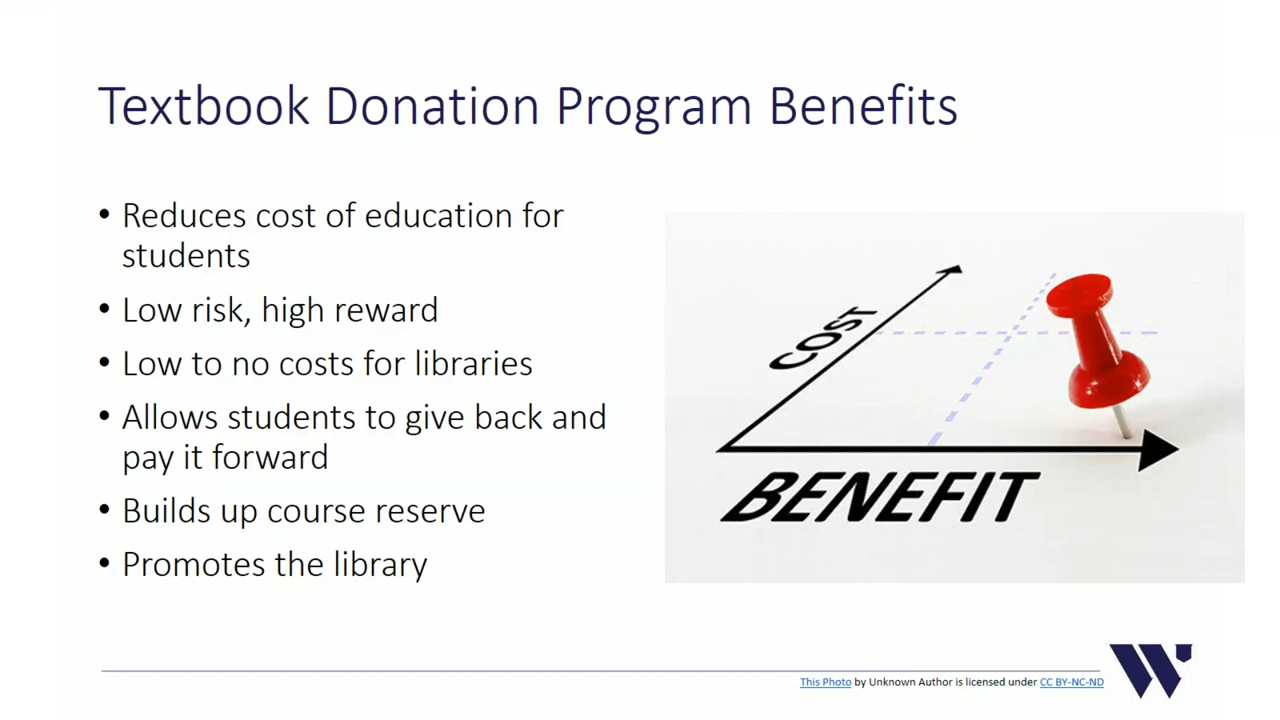 Textbook Donation Program Benefits
• Reduces cost of education for
students
• Low risk, high reward
• Low to no costs for libraries
• Allows students to give back and
pay it forward
• Builds up course reserve
• Promotes the library
COST
BENEFIT
This Photo by Unknown Author is licensed under CC BY-NC-ND